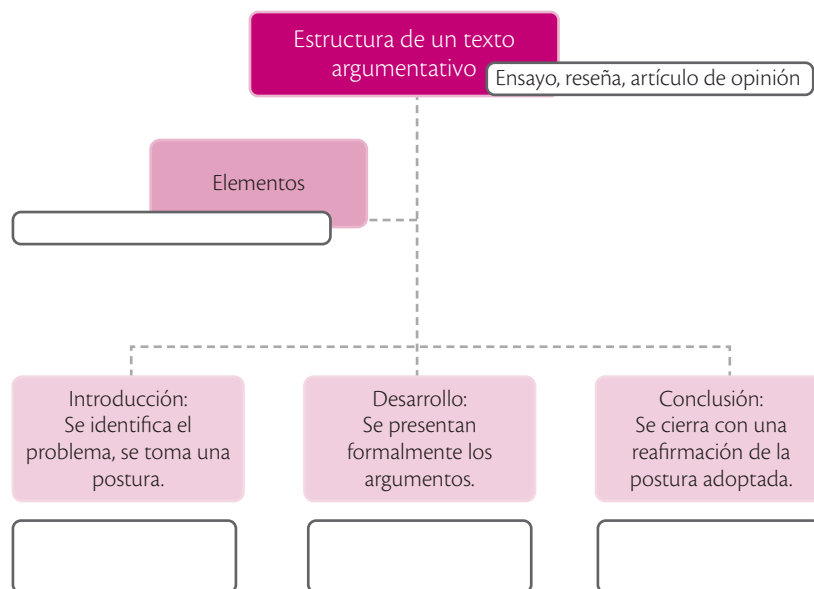 Estructura de un texto
argumentativo
Ensayo, reseña, artículo de opinión
Elementos
Introducción:
Se identifica el
problema, se toma una
postura.
Desarrollo:
Se presentan
formalmente los
argumentos.
Conclusión:
Se cierra con una
reafirmación de la
postura adoptada.